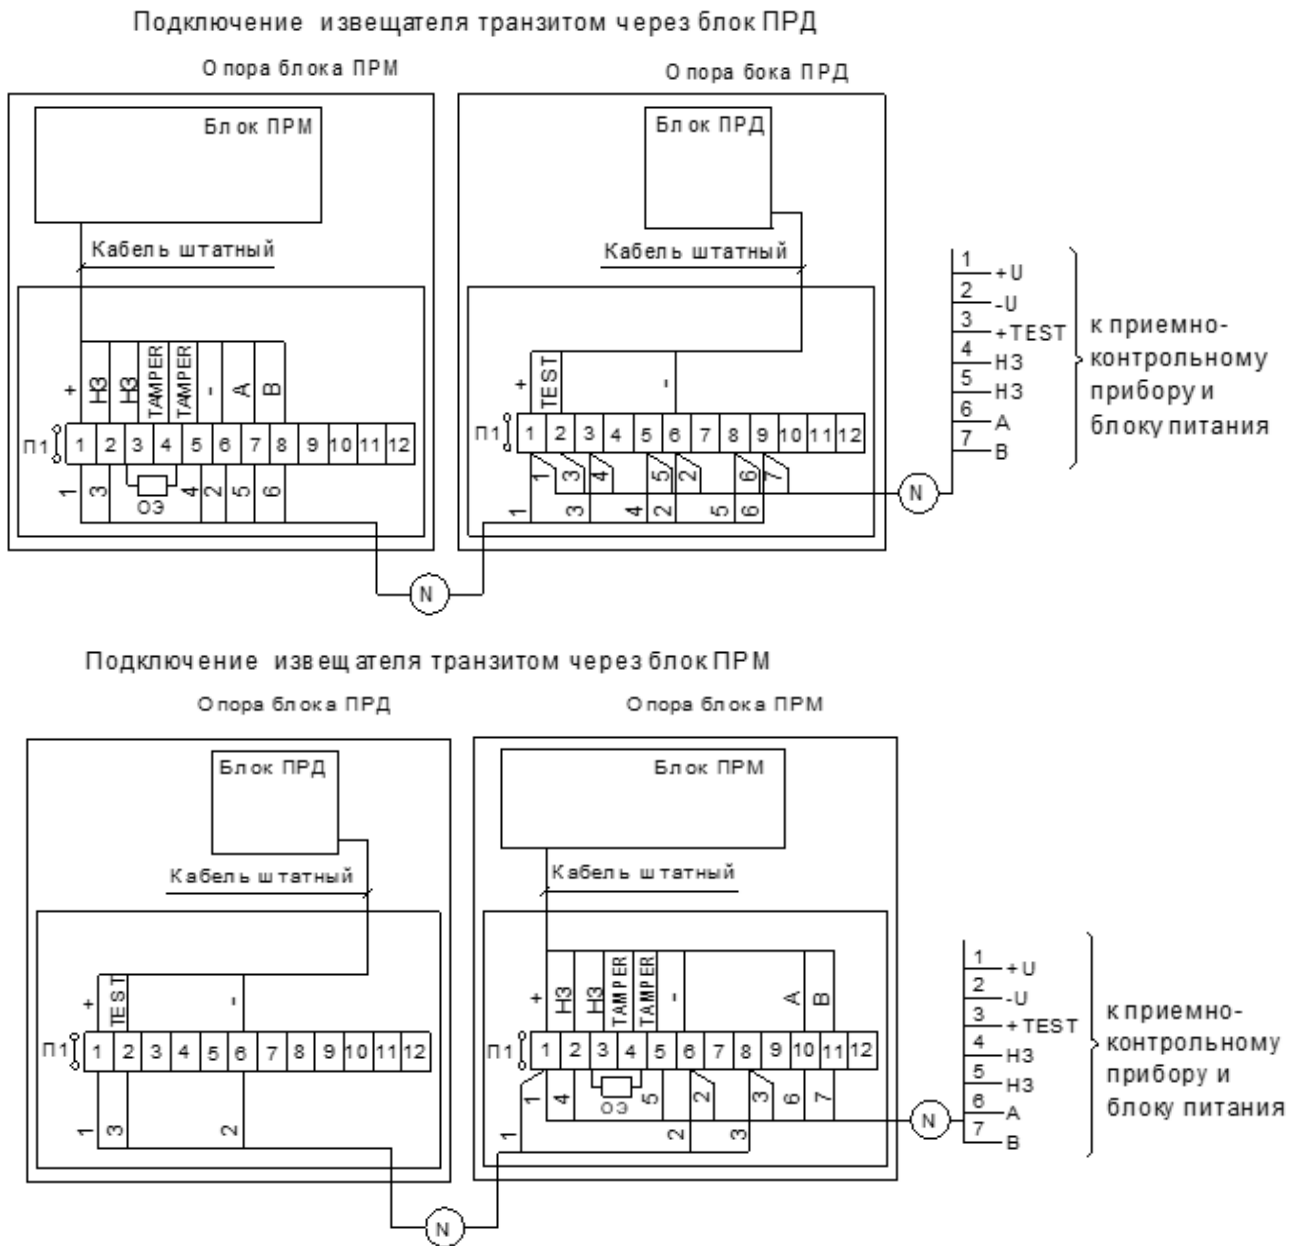 Подключение извещателя транзитом через блок ПРД
Опора блока ПРМ
Опора бока ПРД
Блок ПРМ
Блок ПРД
Кабель штатный
Кабель штатный
+ НЗ НЗ TAMPER TAMPER - A B
П1 1 2 3 4 5 6 7 8 9 10 11 12
1 3 ОЭ 4 2 5 6
+ TEST -
П1 1 2 3 4 5 6 7 8 9 10 11 12
1 3 4 5 2 6 7
1 3 4 2 5 6
N
N
1 +U
2 -U
3 +TEST
4 НЗ
5 НЗ
6 A
7 B
к приемно-
контрольному
прибору и
блоку питания
Подключение извещателя транзитом через блок ПРМ
Опора блока ПРД
Опора блока ПРМ
Блок ПРД
Блок ПРМ
Кабель штатный
Кабель штатный
+ TEST -
П1 1 2 3 4 5 6 7 8 9 10 11 12
1 3 2
+ НЗ НЗ TAMPER TAMPER - A B
П1 1 2 3 4 5 6 7 8 9 10 11 12
1 4 ОЭ 5 2 3 6 7
1 2 3
N
N
1 +U
2 -U
3 +TEST
4 НЗ
5 НЗ
6 A
7 B
к приемно-
контрольному
прибору и
блоку питания